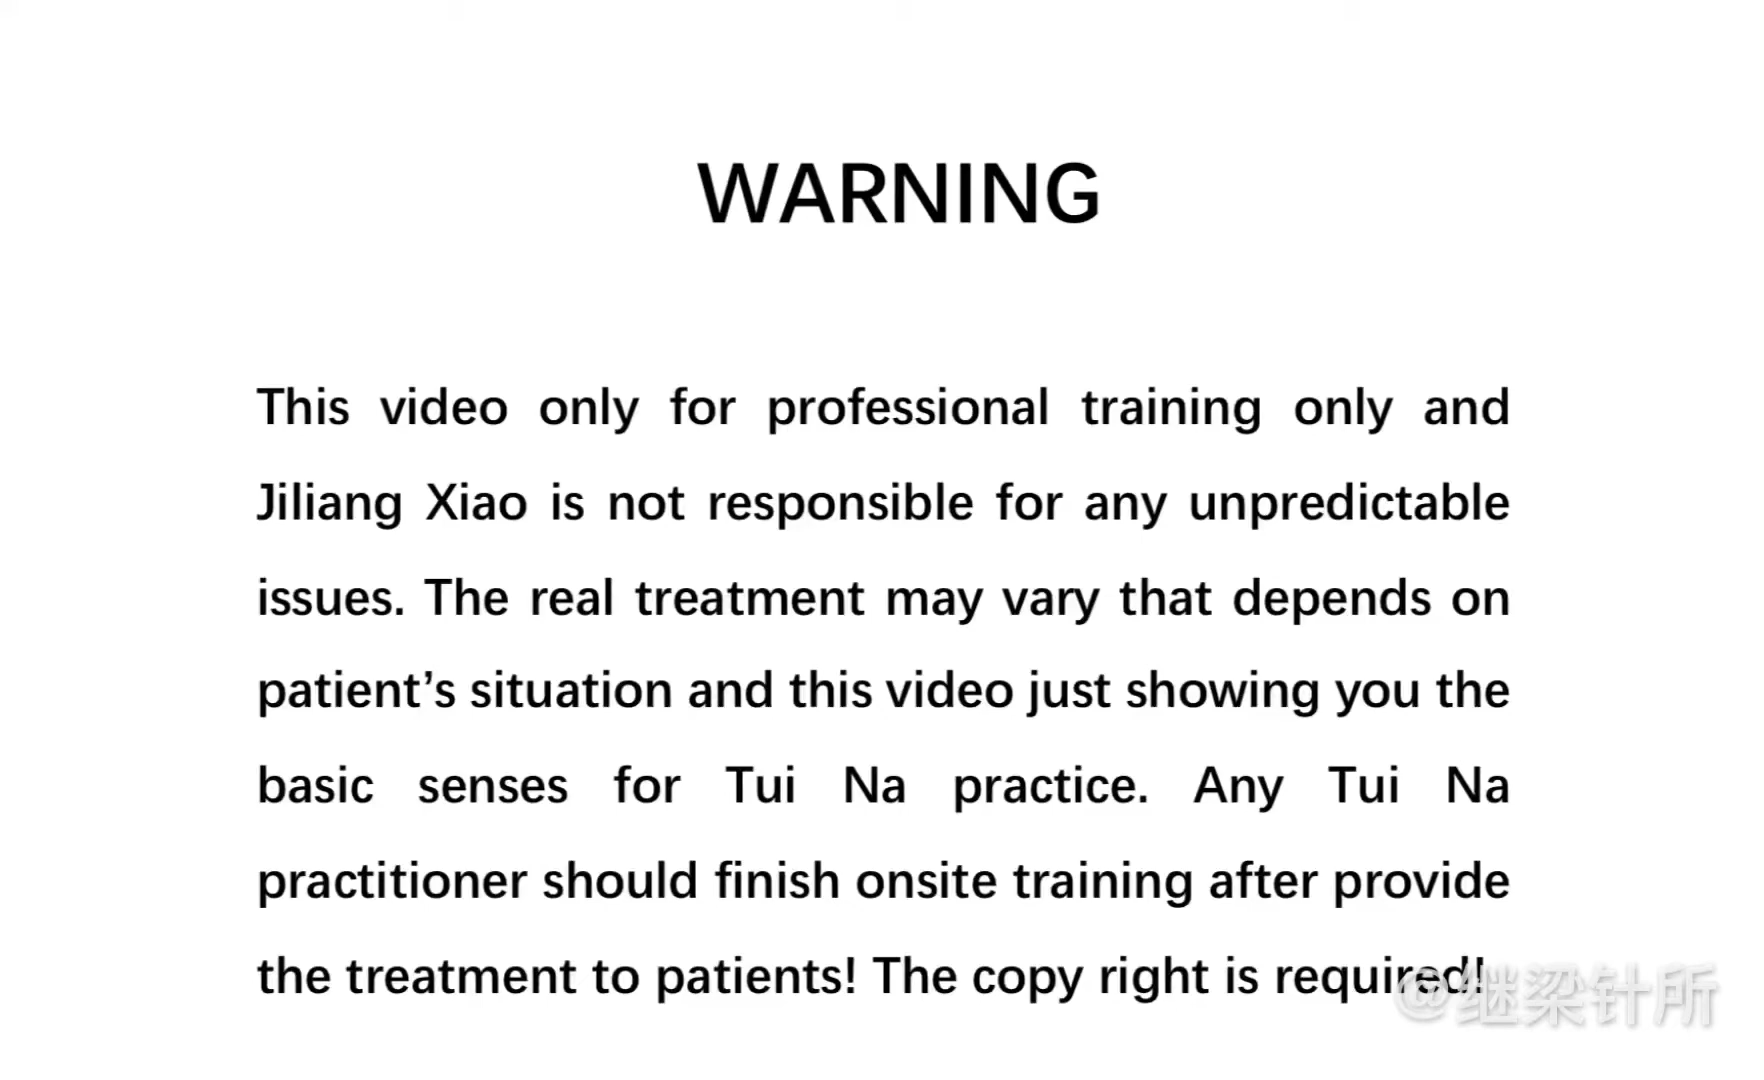 WARNING
This video only for professional training only and
Jiliang Xiao is not responsible for any unpredictable
issues. The real treatment may vary that depends on
patient’s situation and this video just showing you the
basic senses for Tui Na practice. Any Tui Na
practitioner should finish onsite training after provide
the treatment to patients! The copy right is required!
@继梁针所